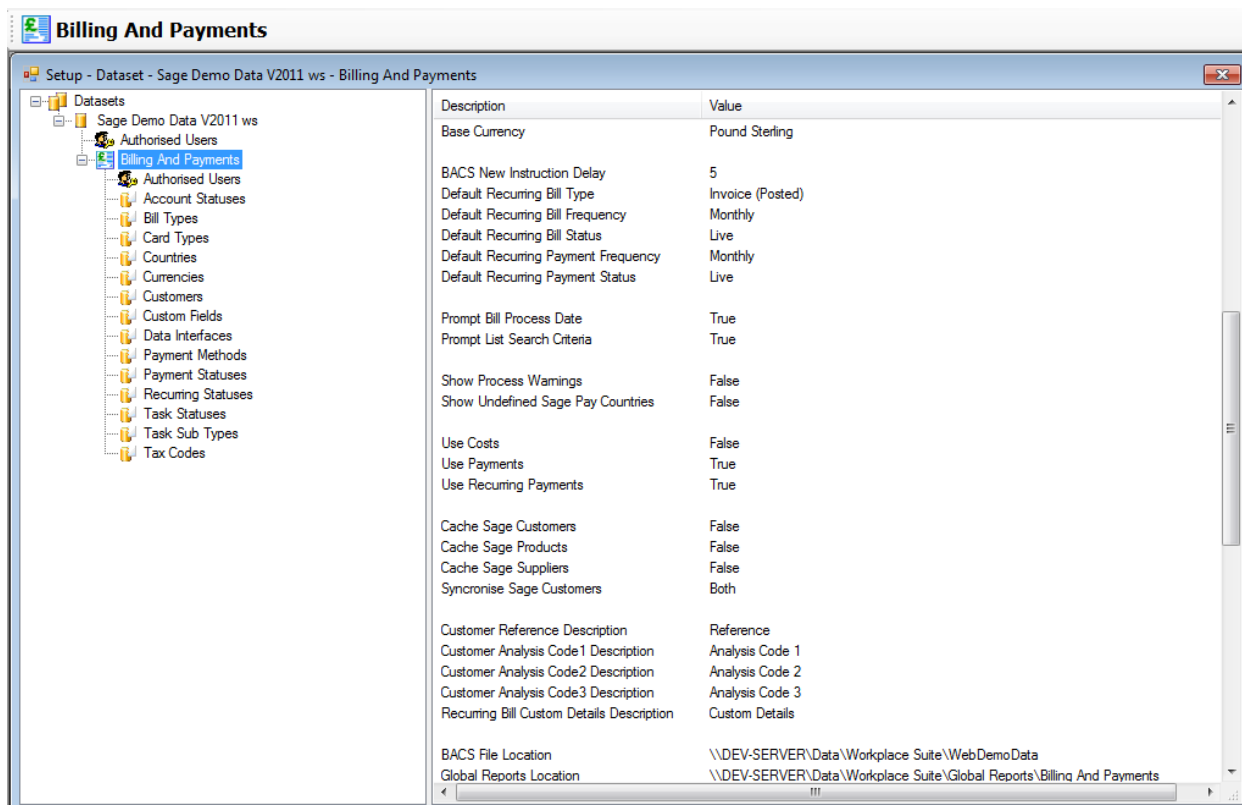 Billing And Payments
Setup - Dataset - Sage Demo Data V2011 ws - Billing And Payments
Datasets
Sage Demo Data V2011 ws
Authorised Users
Billing And Payments
Authorised Users
Account Statuses
Bill Types
Card Types
Countries
Currencies
Customers
Custom Fields
Data Interfaces
Payment Methods
Payment Statuses
Recurring Statuses
Task Statuses
Task Sub Types
Tax Codes
Description Value
Base Currency Pound Sterling
BACS New Instruction Delay 5
Default Recurring Bill Type Invoice (Posted)
Default Recurring Bill Frequency Monthly
Default Recurring Bill Status Live
Default Recurring Payment Frequency Monthly
Default Recurring Payment Status Live
Prompt Bill Process Date True
Prompt List Search Criteria True
Show Process Warnings False
Show Undefined Sage Pay Countries False
Use Costs False
Use Payments True
Use Recurring Payments True
Cache Sage Customers False
Cache Sage Products False
Cache Sage Suppliers False
Syncronise Sage Customers Both
Customer Reference Description Reference
Customer Analysis Code1 Description Analysis Code 1
Customer Analysis Code2 Description Analysis Code 2
Customer Analysis Code3 Description Analysis Code 3
Recurring Bill Custom Details Description Custom Details
BACS File Location \\DEV-SERVER\Data\Workplace Suite\WebDemoData
Global Reports Location \\DEV-SERVER\Data\Workplace Suite\Global Reports\Billing And Payments